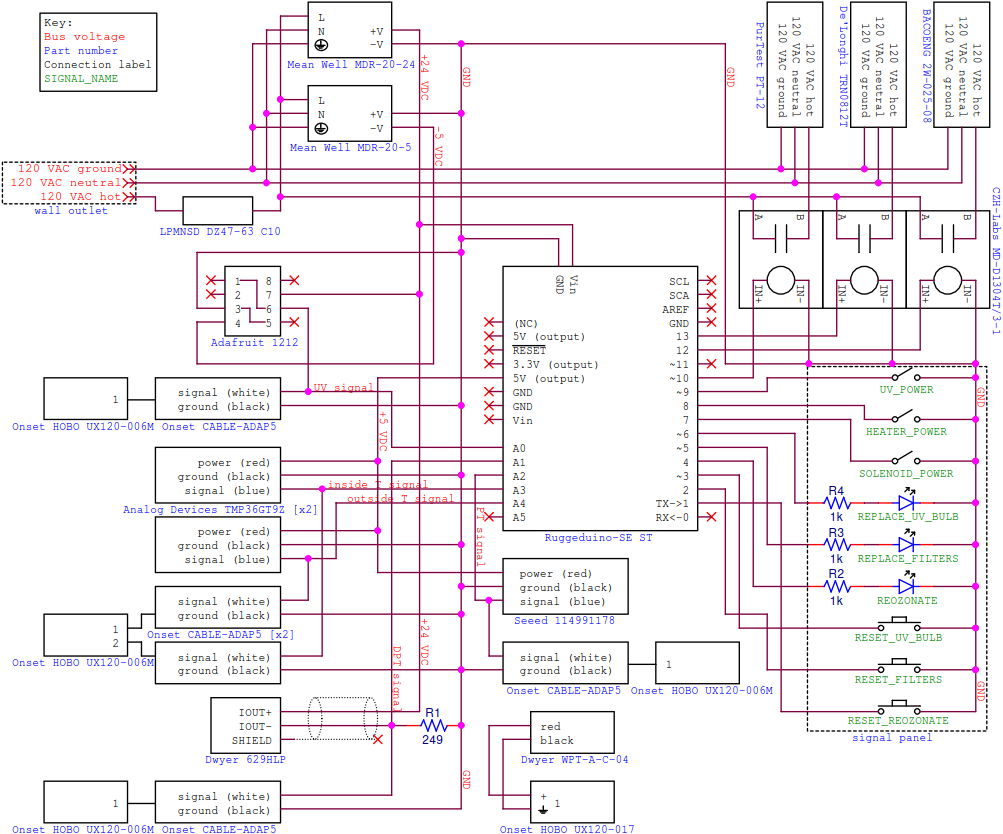 Key:
Bus voltage
Part number
Connection label
SIGNAL_NAME
L
N
+V
-V
Mean Well MDR-20-24
L
N
+V
-V
Mean Well MDR-20-5
+24 VDC
GND
-5 VDC
GND
PurTest PT-12
120 VAC ground
120 VAC neutral
120 VAC hot
De'Longhi TRN0812T
120 VAC ground
120 VAC neutral
120 VAC hot
BACOENG 2W-025-08
120 VAC ground
120 VAC neutral
120 VAC hot
120 VAC ground
120 VAC neutral
120 VAC hot
wall outlet
LPMNSD DZ47-63 C10
A
B
A
B
A
B
IN+
IN-
IN+
IN-
IN+
IN-
CZH-Labs MD-D1304T/3-1
1
2
3
4
8
7
6
5
Adafruit 1212
GND
Vin
(NC)
5V (output)
RESET
3.3V (output)
5V (output)
GND
GND
Vin
A0
A1
A2
A3
A4
A5
SCL
SCA
AREF
GND
13
12
~11
~10
~9
8
7
~6
~5
4
~3
2
TX->1
RX<-0
Ruggeduino-SE ST
UV signal
+5 VDC
1
Onset HOBO UX120-006M
signal (white)
ground (black)
Onset CABLE-ADAP5
power (red)
ground (black)
signal (blue)
Analog Devices TMP36GT9Z [x2]
power (red)
ground (black)
signal (blue)
inside T signal
outside T signal
PT signal
signal (white)
ground (black)
Onset CABLE-ADAP5 [x2]
1
2
Onset HOBO UX120-006M
signal (white)
ground (black)
power (red)
ground (black)
signal (blue)
Seeed 114991178
signal (white)
ground (black)
Onset CABLE-ADAP5
1
Onset HOBO UX120-006M
+24 VDC
DPT signal
IOUT+
IOUT-
SHIELD
Dwyer 629HLP
R1
249
GND
red
black
Dwyer WPT-A-C-04
+
1
Onset HOBO UX120-017
1
Onset HOBO UX120-006M
signal (white)
ground (black)
Onset CABLE-ADAP5
UV_POWER
GND
HEATER_POWER
SOLENOID_POWER
R4
1k
REPLACE_UV_BULB
R3
1k
REPLACE_FILTERS
R2
1k
REOZONATE
RESET_UV_BULB
RESET_FILTERS
GND
RESET_REOZONATE
signal panel